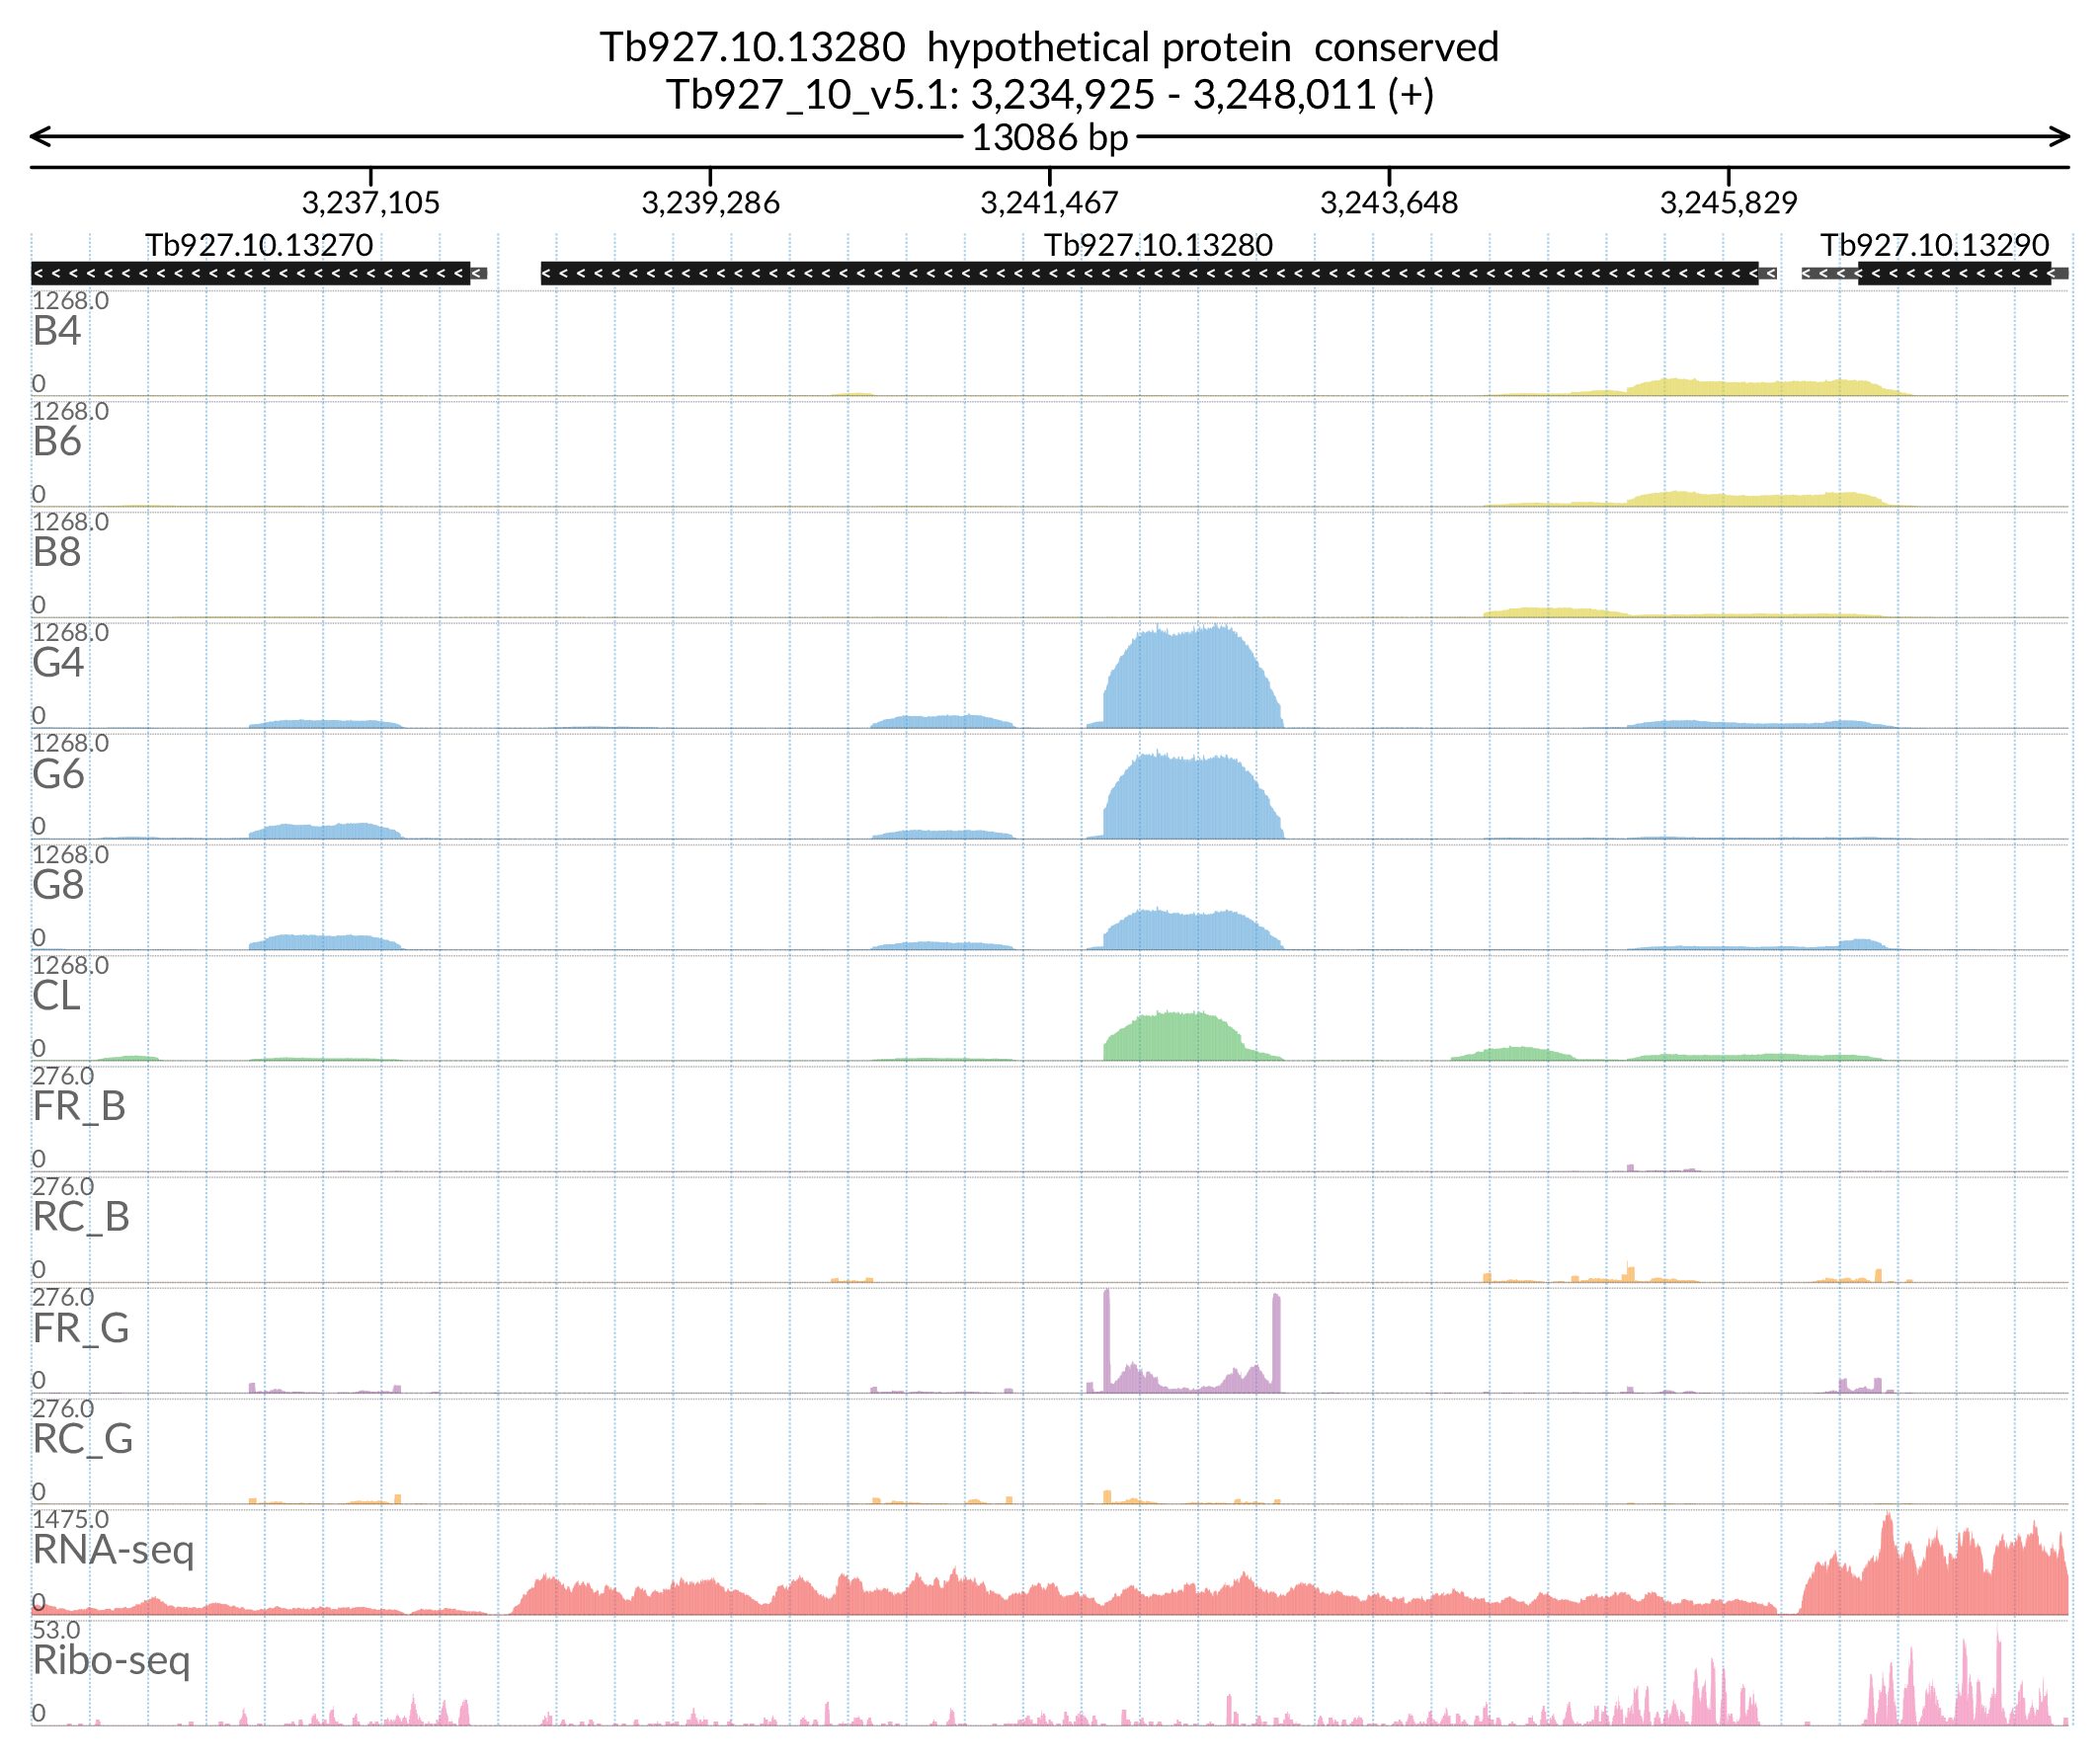 Tb927.10.13280  hypothetical protein  conserved
Tb927_10_v5.1: 3,234,925 - 3,248,011 (+)
13086 bp
3,237,105 3,239,286 3,241,467 3,243,648 3,245,829
Tb927.10.13270 Tb927.10.13280 Tb927.10.13290
1268.0
B4
0
1268.0
B6
0
1268.0
B8
0
1268.0
G4
0
1268.0
G6
0
1268.0
G8
0
1268.0
CL
0
276.0
FR_B
0
276.0
RC_B
0
276.0
FR_G
0
276.0
RC_G
0
1475.0
RNA-seq
0
53.0
Ribo-seq
0